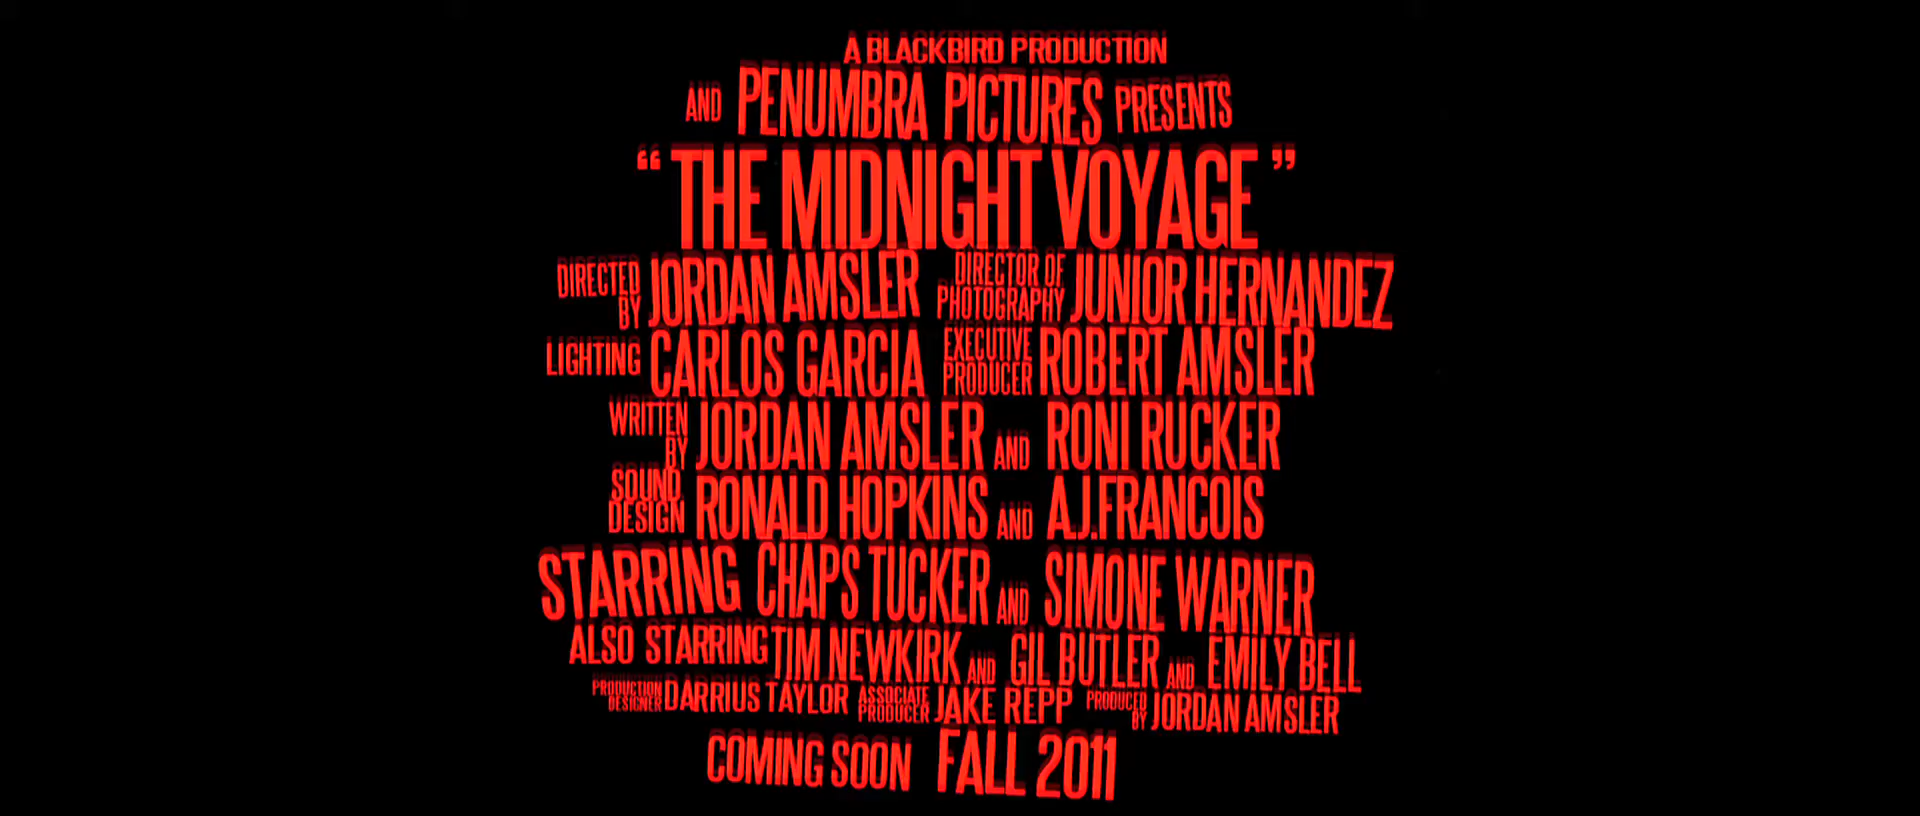 A BLACKBIRD PRODUCTION
AND PENUMBRA PICTURES PRESENTS
“ THE MIDNIGHT VOYAGE ”
DIRECTED BY JORDAN AMSLER DIRECTOR OF PHOTOGRAPHY JUNIOR HERNANDEZ
LIGHTING CARLOS GARCIA EXECUTIVE PRODUCER ROBERT AMSLER
WRITTEN BY JORDAN AMSLER AND RONI RUCKER
SOUND DESIGN RONALD HOPKINS AND A.J.FRANCOIS
STARRING CHAPS TUCKER AND SIMONE WARNER
ALSO STARRING TIM NEWKIRK AND GIL BUTLER AND EMILY BELL
PRODUCTION DESIGNER DARRIUS TAYLOR ASSOCIATE PRODUCER JAKE REPP PRODUCED BY JORDAN AMSLER
COMING SOON FALL 2011